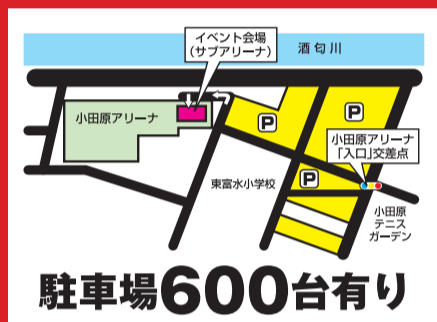 イベント会場
(サブアリーナ)
酒匂川
小田原アリーナ
P
P
小田原アリーナ
「入口」交差点
P
東富水小学校
小田原
テニス
ガーデン
駐車場600台有り